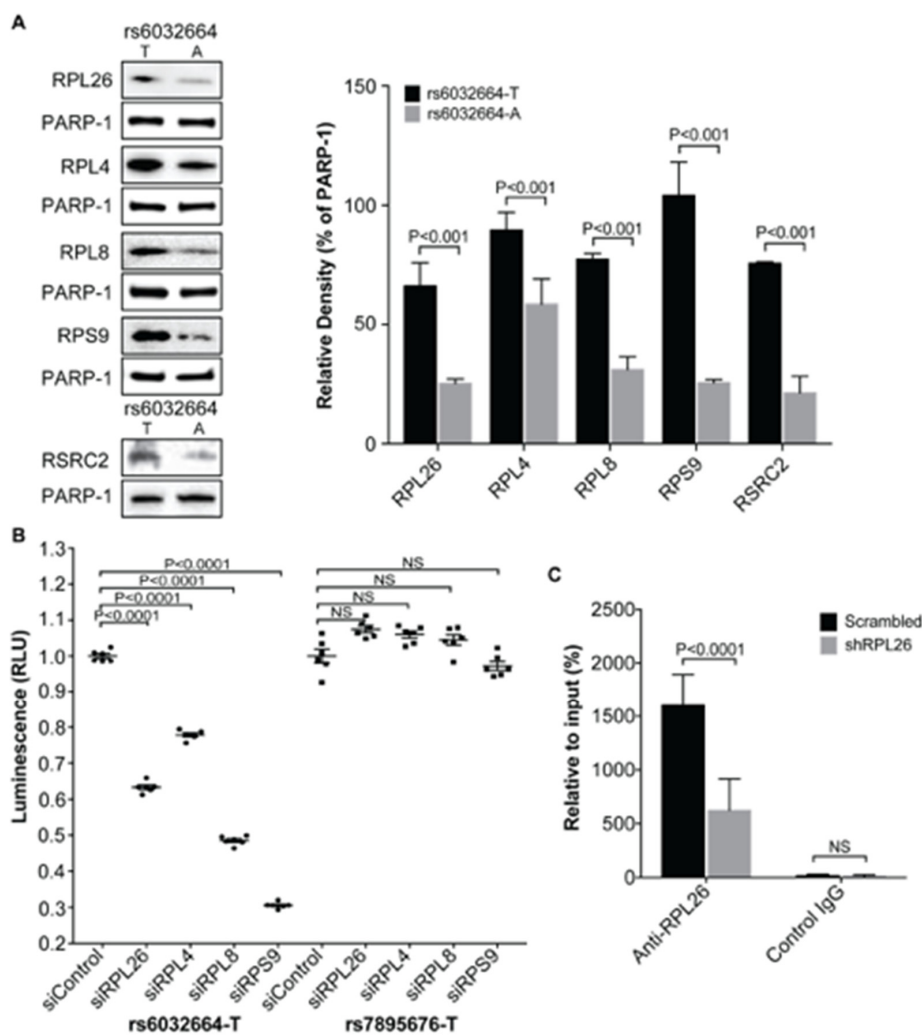 A
rs6032664
T A
RPL26
PARP-1
RPL4
PARP-1
RPL8
PARP-1
RPS9
PARP-1
rs6032664
T A
RSRC2
PARP-1
Relative Density (% of PARP-1)
150
100
50
0
rs6032664-T
rs6032664-A
P<0.001
P<0.001
P<0.001
P<0.001
P<0.001
RPL26
RPL4
RPL8
RPS9
RSRC2
B
Luminescence (RLU)
1.3
1.2
1.1
1.0
0.9
0.8
0.7
0.6
0.5
0.4
0.3
0.2
P<0.0001
P<0.0001
P<0.0001
P<0.0001
NS
NS
NS
NS
siControl
siRPL26
siRPL4
siRPL8
siRPS9
siControl
siRPL26
siRPL4
siRPL8
siRPS9
rs6032664-T
rs7895676-T
C
Relative to input (%)
2500
2000
1500
1000
500
0
Scrambled
shRPL26
P<0.0001
NS
Anti-RPL26
Control IgG